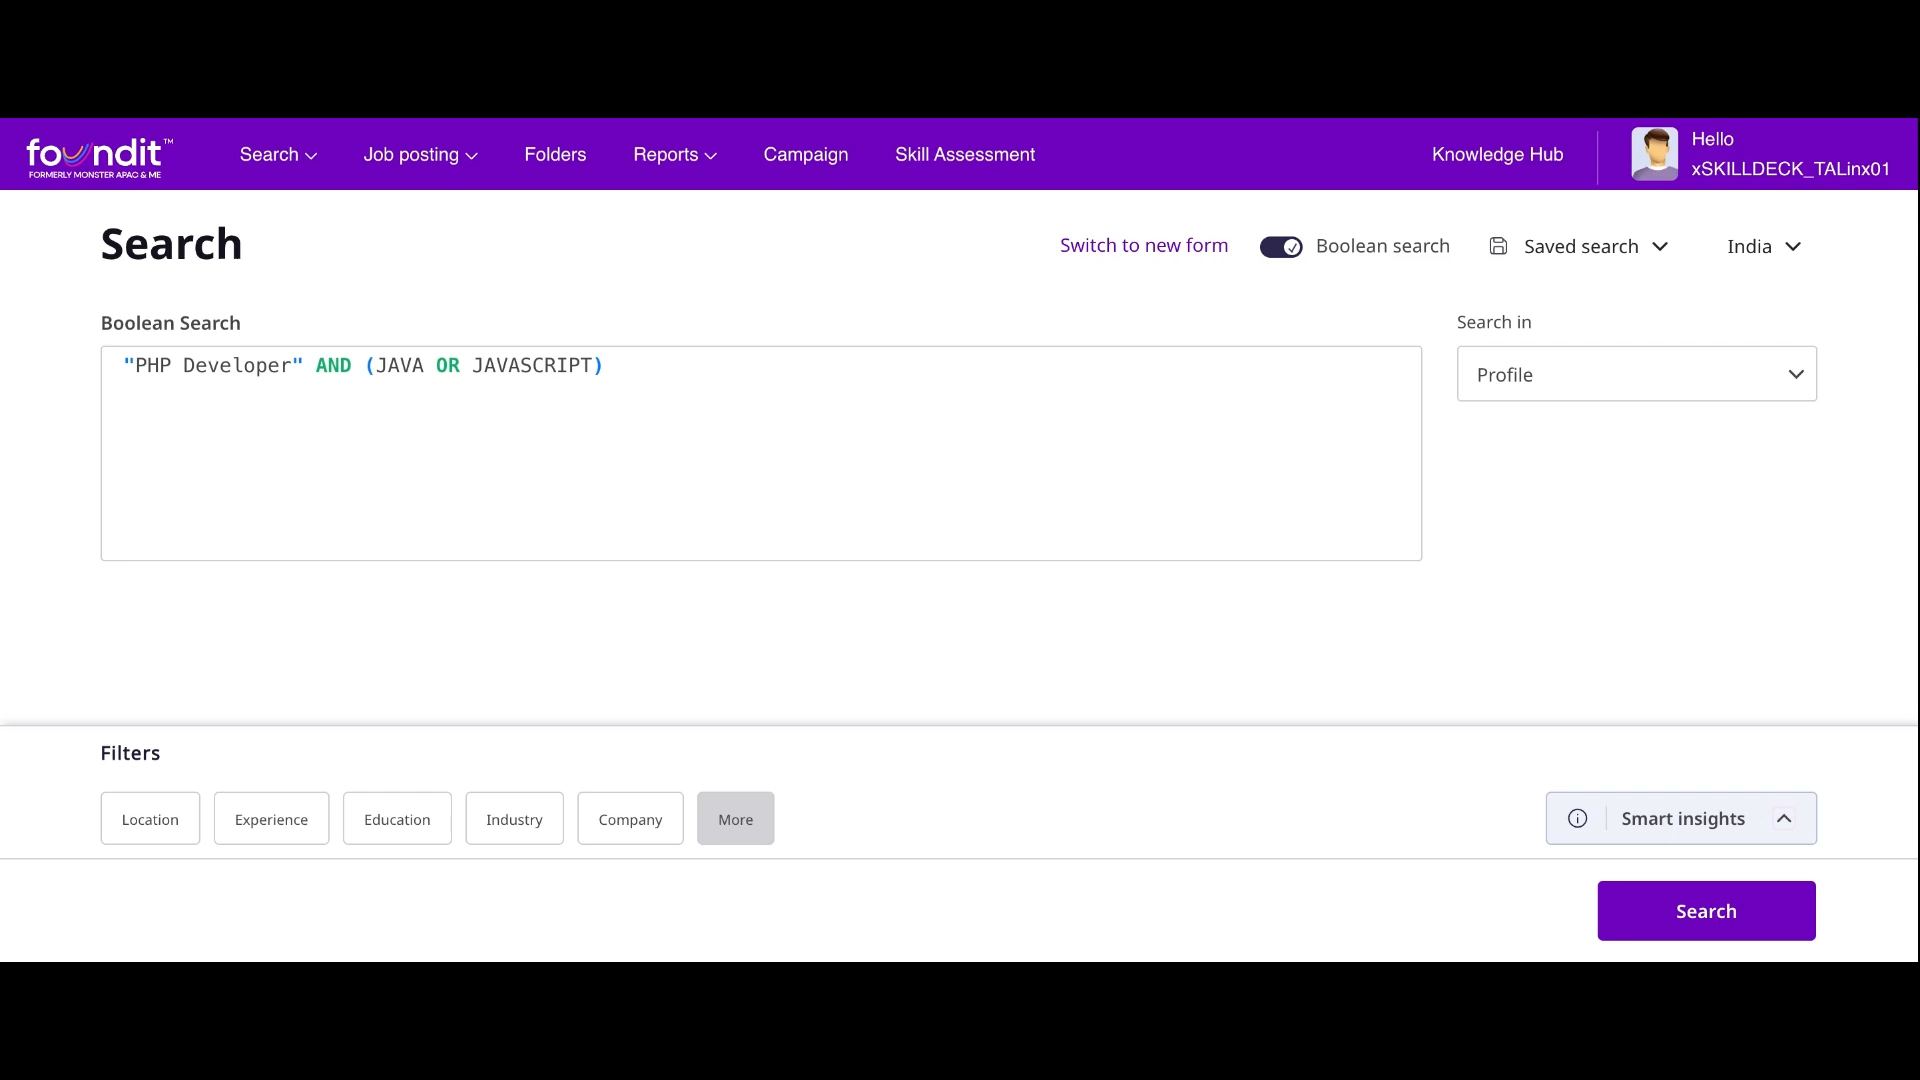 foundit™
FORMERLY MONSTER APAC & ME
Search
Job posting
Folders
Reports
Campaign
Skill Assessment
Knowledge Hub
Hello
xSKILLDECK_TALinx01
Search
Switch to new form
Boolean search
Saved search
India
Boolean Search
Search in
"PHP Developer" AND (JAVA OR JAVASCRIPT)
Profile
Filters
Location
Experience
Education
Industry
Company
More
Smart insights
Search